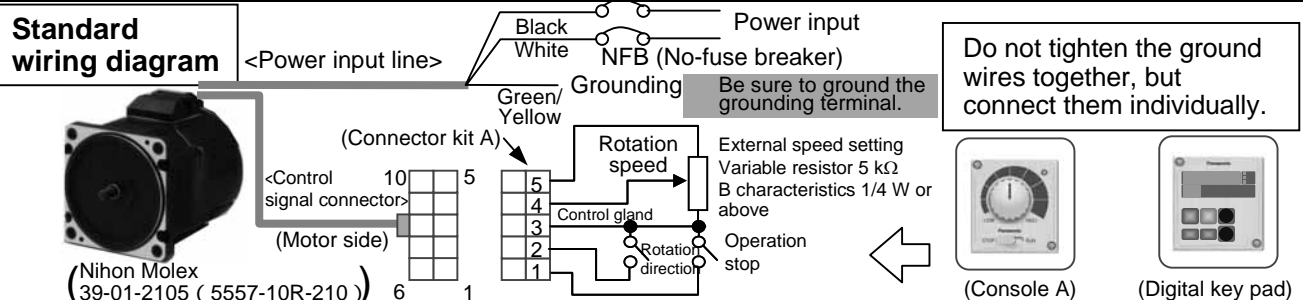 Standard
wiring diagram
<Power input line>
Black
White
Power input
NFB (No-fuse breaker)
Green/
Yellow
Grounding
Be sure to ground the
grounding terminal.
Do not tighten the ground
wires together, but
connect them individually.
(Connector kit A)
<Control
signal connector>
(Motor side)
10
5
6
1
(Nihon Molex
39-01-2105 ( 5557-10R-210 ))
5
4
3
2
1
Rotation
speed
External speed setting
Variable resistor 5 kΩ
B characteristics 1/4 W or
above
Control gland
Rotation
direction
Operation
stop
Panasonic
STOP
RUN
(Console A)
Panasonic
(Digital key pad)